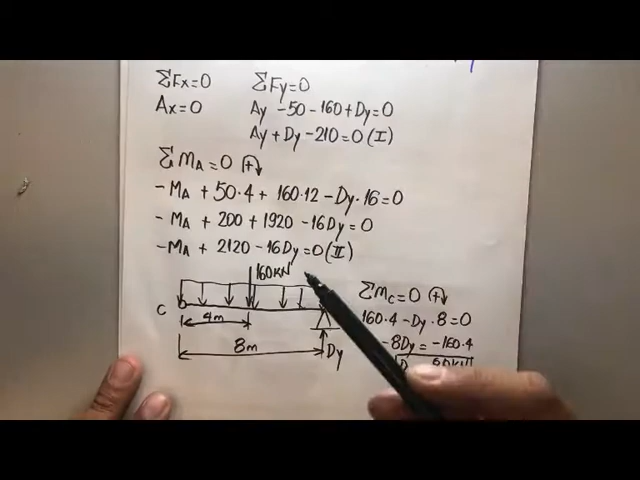 ΣFx=0 ΣFy=0
Ax=0 Ay -50-160+Dy=0
Ay+Dy-210=0 (I)
ΣMA=0
-MA + 50·4 + 160·12 - Dy·16=0
-MA + 200 + 1920 - 16Dy=0
-MA + 2120 - 16Dy=0 (II)
160KN
ΣMc=0
C
4m
160·4 - Dy·8=0
-8Dy = -160·4
8m
Dy